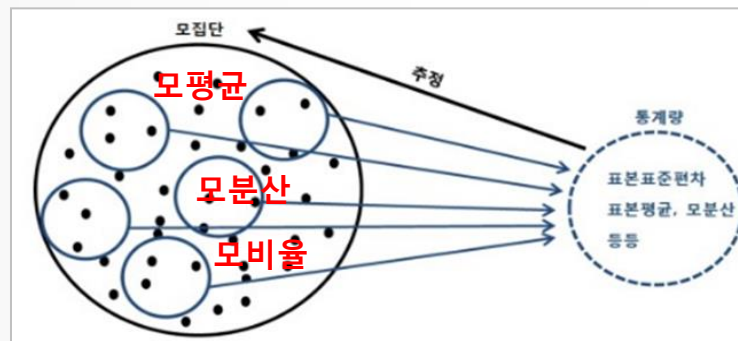 모집단
추정
모평균
통계량
표본표준편차
모분산
표본평균, 모분산
등등
모비율